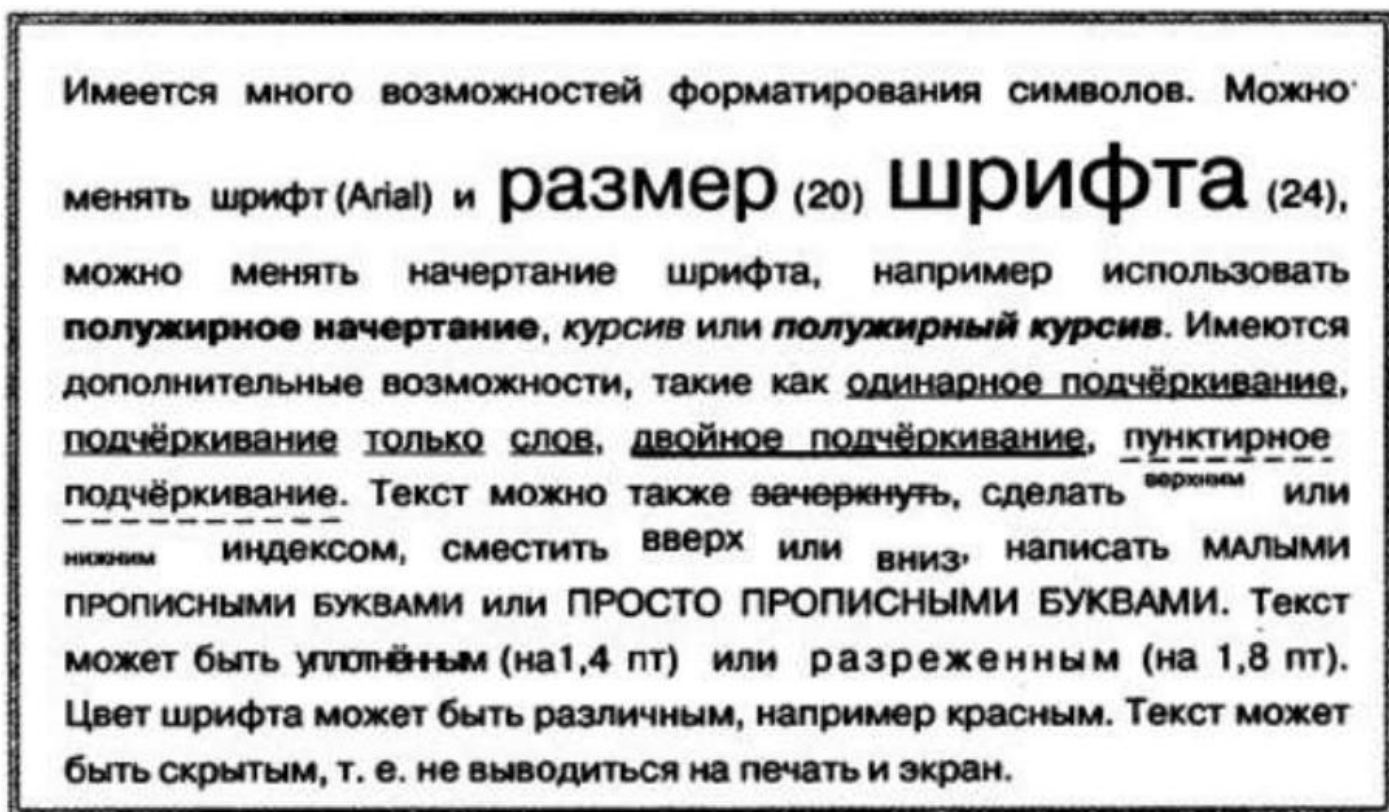 Имеется много возможностей форматирования символов. Можно
менять шрифт (Arial) и размер (20) шрифта (24),
можно менять начертание шрифта, например использовать
полужирное начертание, курсив или полужирный курсив. Имеются
дополнительные возможности, такие как одинарное подчёркивание,
подчёркивание только слов, двойное подчёркивание, пунктирное
подчёркивание. Текст можно также зачеркнуть, сделать верхним или
нижним индексом, сместить вверх или вниз, написать МАЛЫМИ
ПРОПИСНЫМИ БУКВАМИ или ПРОСТО ПРОПИСНЫМИ БУКВАМИ. Текст
может быть уплотнённым (на1,4 пт) или разреженным (на 1,8 пт).
Цвет шрифта может быть различным, например красным. Текст может
быть скрытым, т. е. не выводиться на печать и экран.